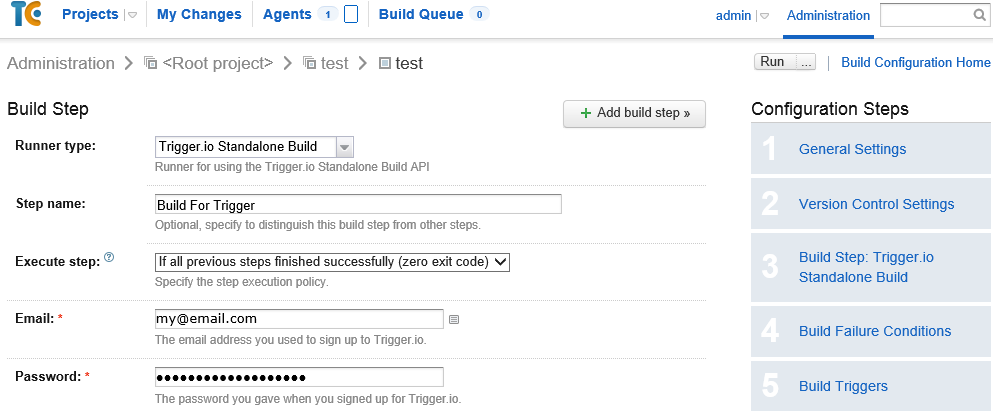 TC
Projects My Changes Agents 1 Build Queue 0 admin Administration
Administration <Root project> test test Run ... Build Configuration Home
Build Step
+ Add build step »
Runner type: Trigger.io Standalone Build
Runner for using the Trigger.io Standalone Build API
Step name: Build For Trigger
Optional, specify to distinguish this build step from other steps.
Execute step: ? If all previous steps finished successfully (zero exit code)
Specify the step execution policy.
Email: * my@email.com
The email address you used to sign up to Trigger.io.
Password: * •••••••••••••••••••
The password you gave when you signed up for Trigger.io.
Configuration Steps
1 General Settings
2 Version Control Settings
3 Build Step: Trigger.io
Standalone Build
4 Build Failure Conditions
5 Build Triggers